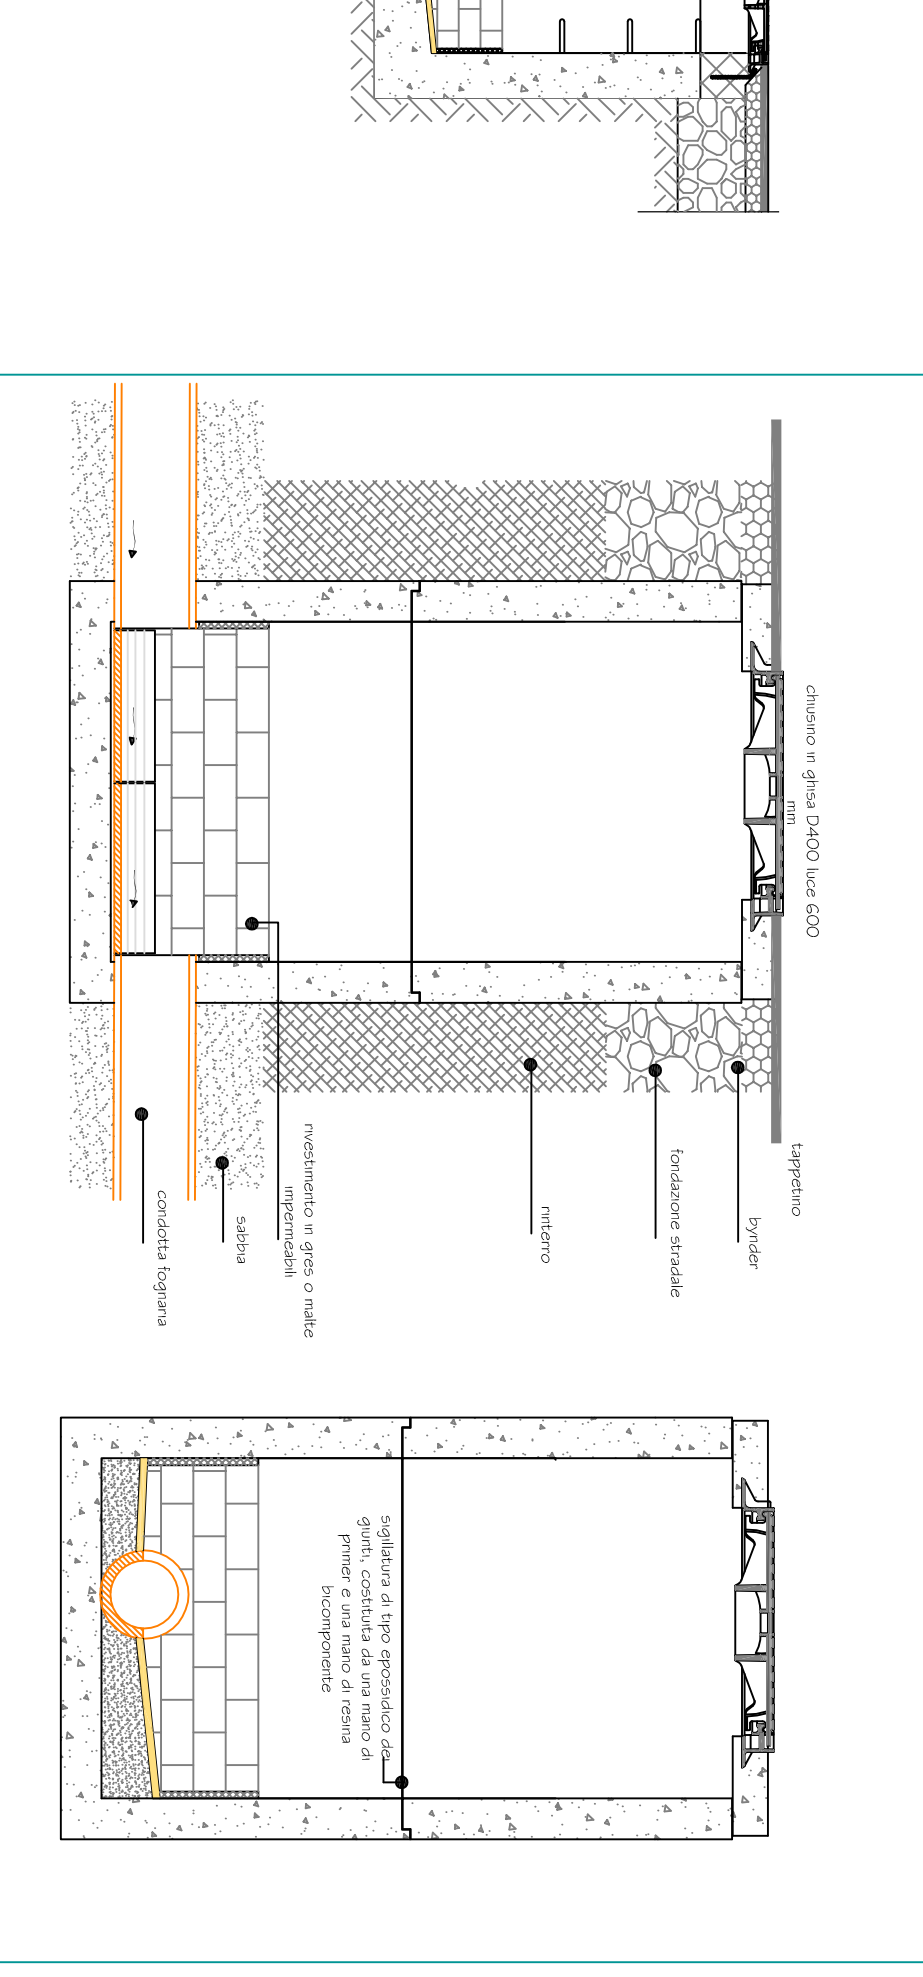 chiusino in ghisa D400 luce 600
mm
tappetino
bynder
fondazione stradale
rinterro
rivestimento in gres o malte
impermeabili
sabbia
condotta fognaria
sigillatura di tipo epossidico dei
giunti, costituita da una mano di
primer e una mano di resina
bicomponente